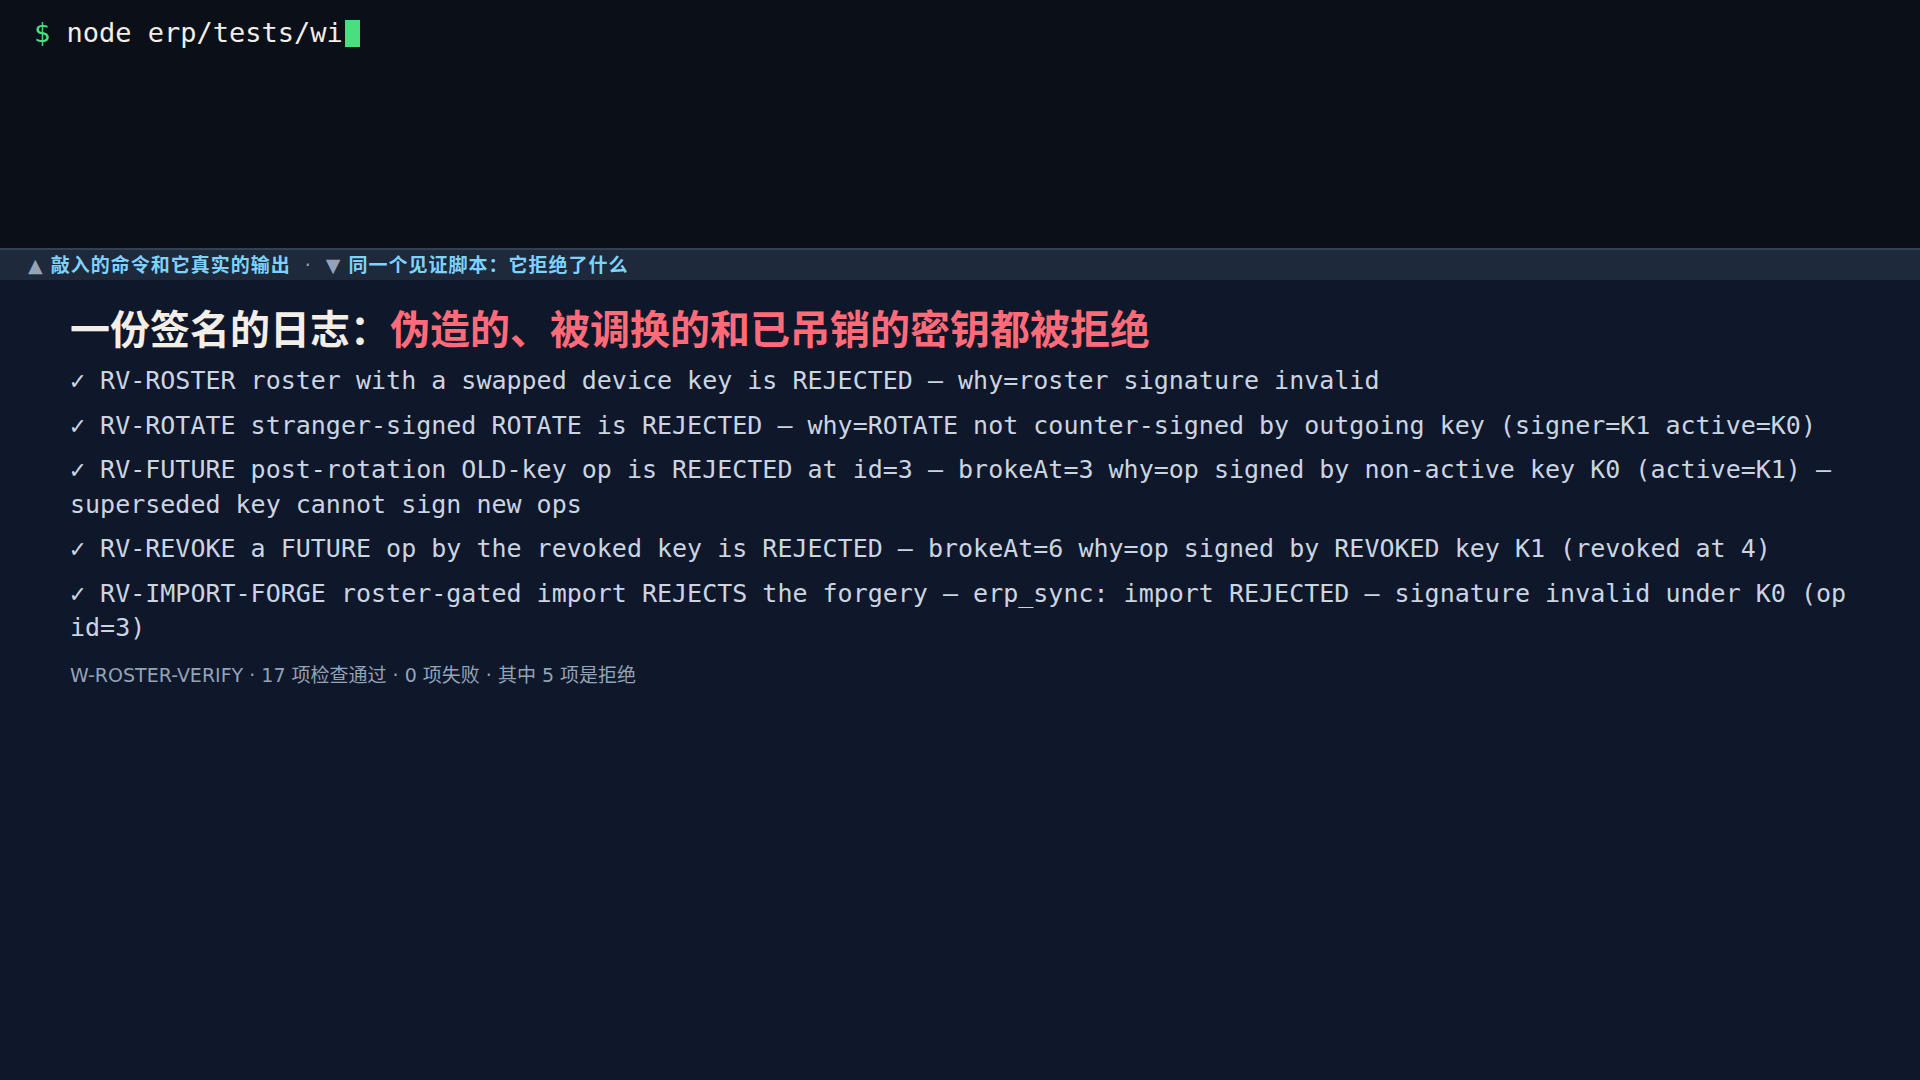 $ node erp/tests/wi
▲ 敲入的命令和它真实的输出 · ▼ 同一个见证脚本：它拒绝了什么
一份签名的日志：伪造的、被调换的和已吊销的密钥都被拒绝
✓ RV-ROSTER roster with a swapped device key is REJECTED — why=roster signature invalid
✓ RV-ROTATE stranger-signed ROTATE is REJECTED — why=ROTATE not counter-signed by outgoing key (signer=K1 active=K0)
✓ RV-FUTURE post-rotation OLD-key op is REJECTED at id=3 — brokeAt=3 why=op signed by non-active key K0 (active=K1) —
superseded key cannot sign new ops
✓ RV-REVOKE a FUTURE op by the revoked key is REJECTED — brokeAt=6 why=op signed by REVOKED key K1 (revoked at 4)
✓ RV-IMPORT-FORGE roster-gated import REJECTS the forgery — erp_sync: import REJECTED — signature invalid under K0 (op
id=3)
W-ROSTER-VERIFY · 17 项检查通过 · 0 项失败 · 其中 5 项是拒绝